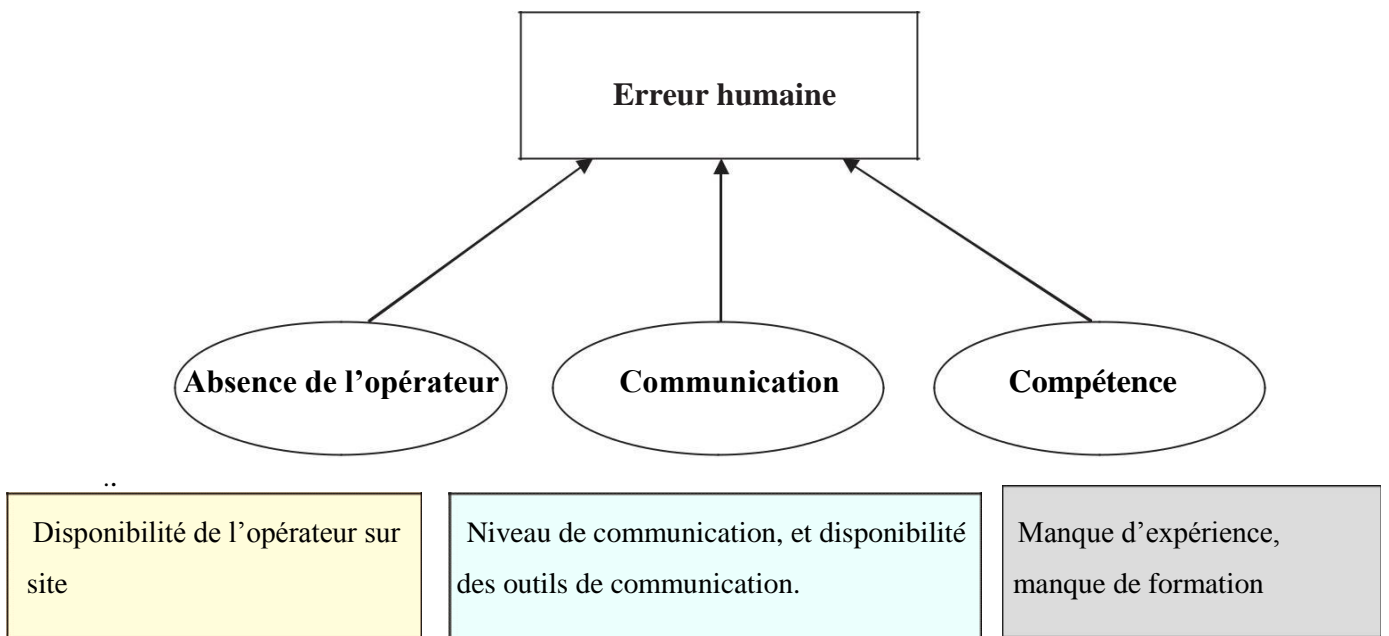 Erreur humaine
Absence de l’opérateur
Communication
Compétence
..
Disponibilité de l’opérateur sur
site
Niveau de communication, et disponibilité
des outils de communication.
Manque d’expérience,
manque de formation